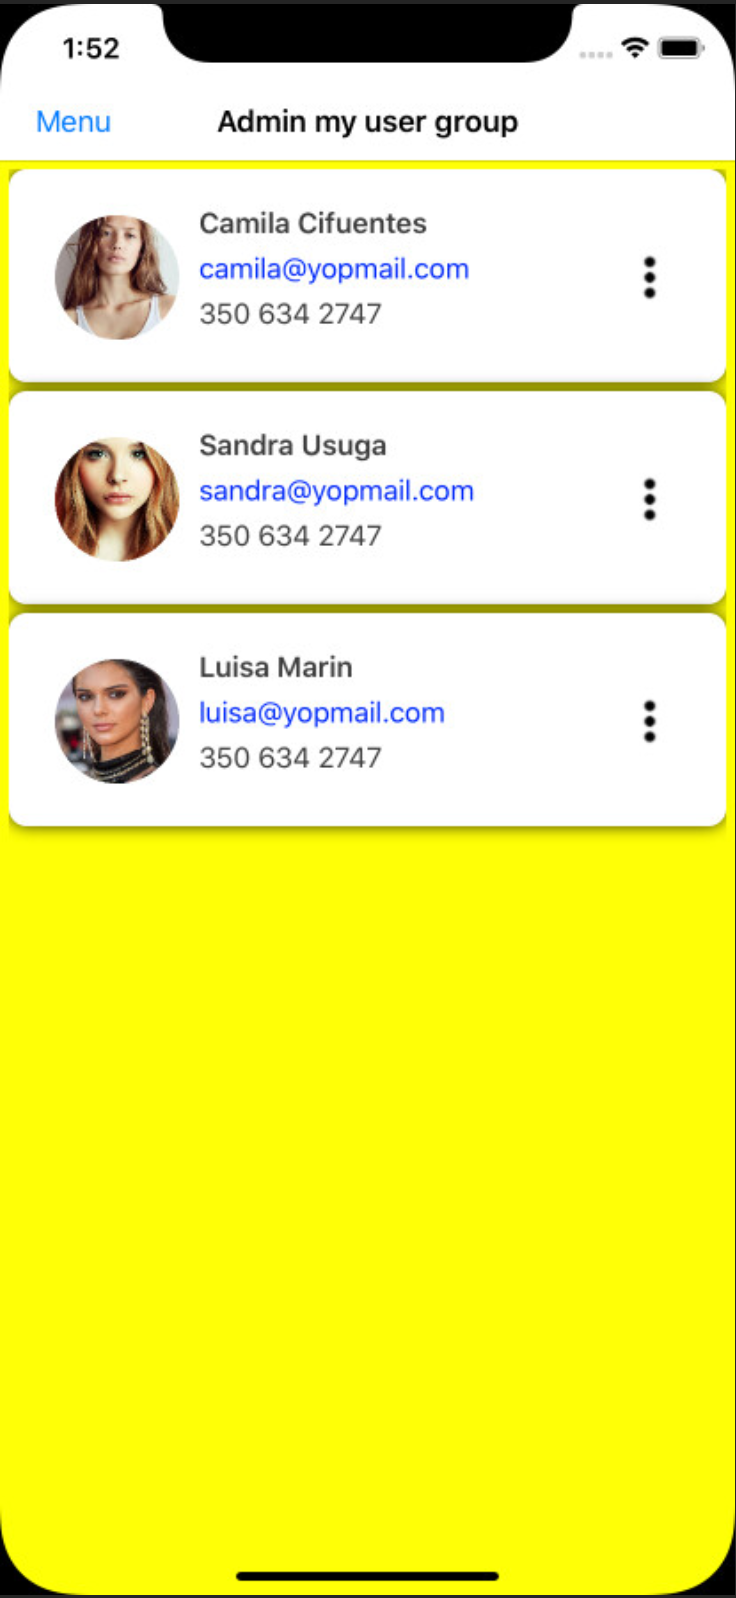 1:52
Menu Admin my user group
Camila Cifuentes
camila@yopmail.com
350 634 2747
Sandra Usuga
sandra@yopmail.com
350 634 2747
Luisa Marin
luisa@yopmail.com
350 634 2747